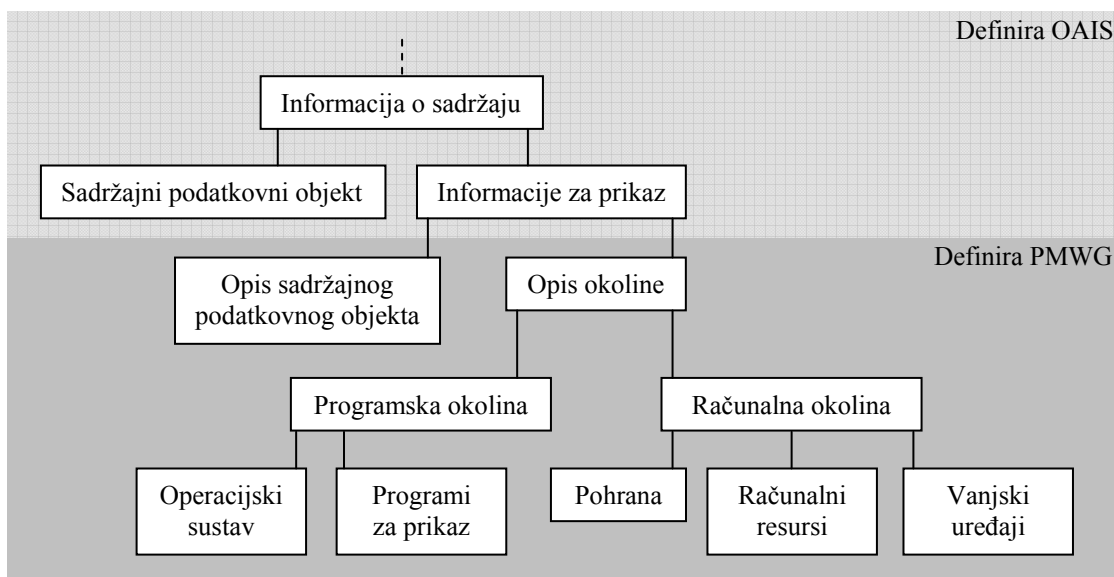 Definira OAIS
Informacija o sadržaju
Sadržajni podatkovni objekt
Informacije za prikaz
Definira PMWG
Opis sadržajnog
podatkovnog objekta
Opis okoline
Programska okolina
Računalna okolina
Operacijski
sustav
Programi
za prikaz
Pohrana
Računalni
resursi
Vanjski
uređaji